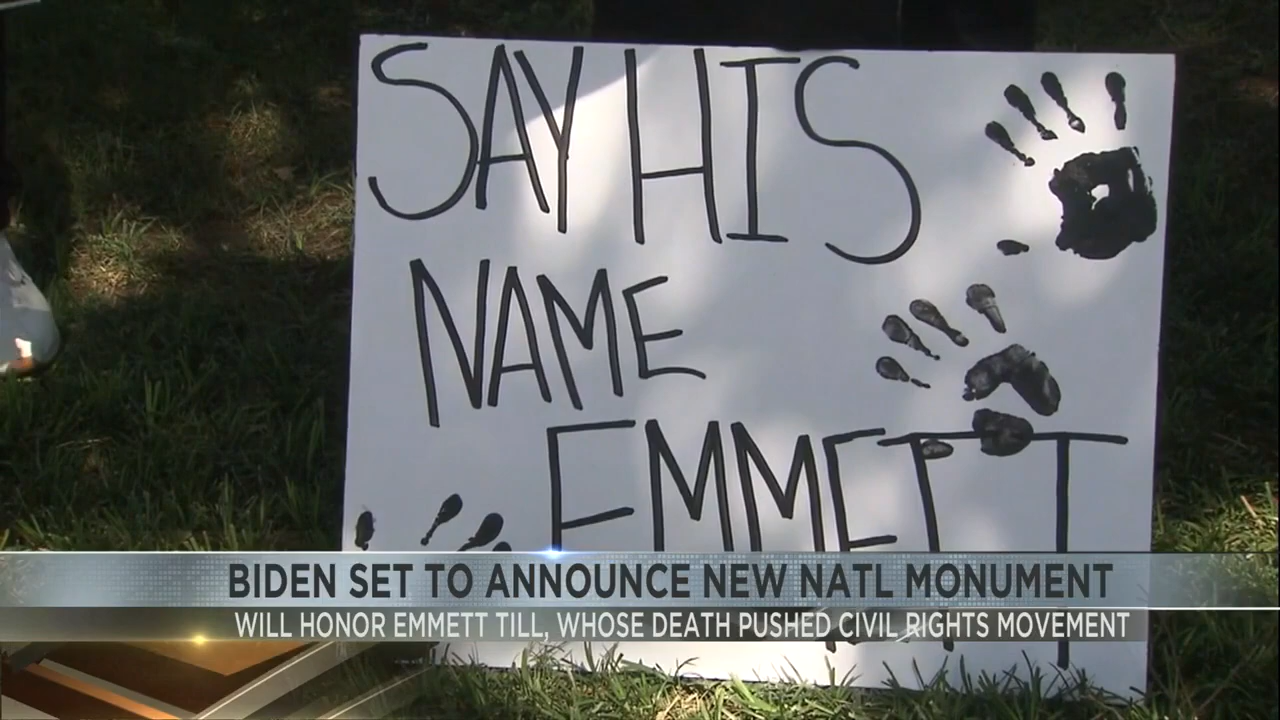 SAY HIS
NAME
EMMETT
BIDEN SET TO ANNOUNCE NEW NATL MONUMENT
WILL HONOR EMMETT TILL, WHOSE DEATH PUSHED CIVIL RIGHTS MOVEMENT